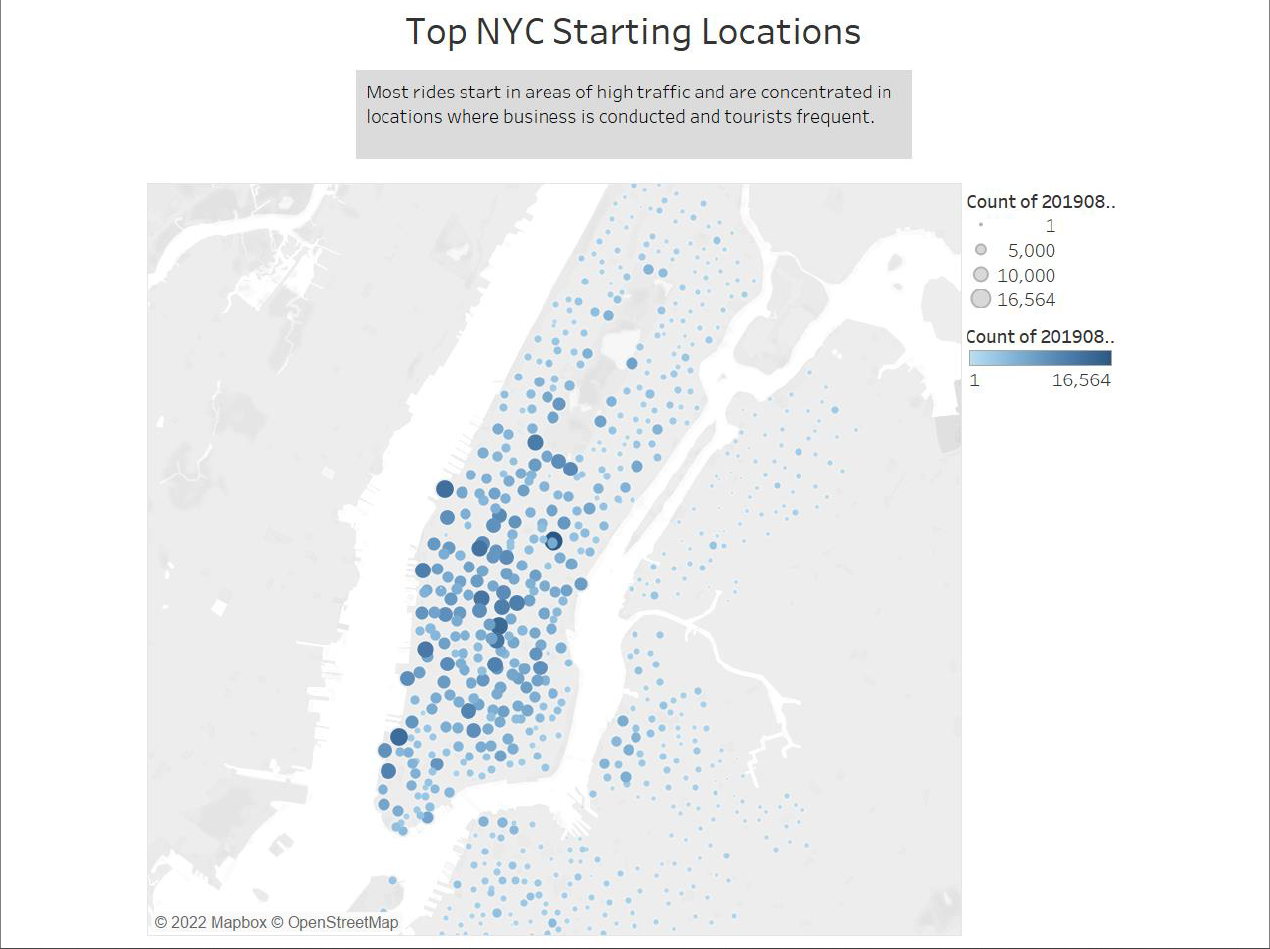 Top NYC Starting Locations
Most rides start in areas of high traffic and are concentrated in
locations where business is conducted and tourists frequent.
Count of 201908..
1
5,000
10,000
16,564
Count of 201908..
1 16,564
© 2022 Mapbox © OpenStreetMap